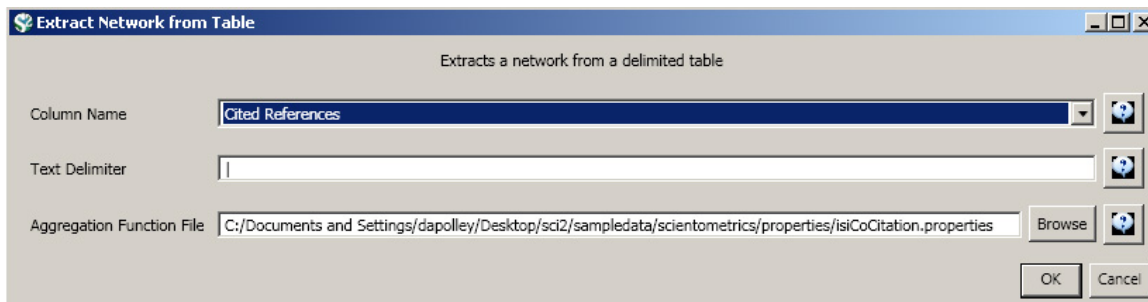 Extract Network from Table
Extracts a network from a delimited table
Column Name Cited References
Text Delimiter |
Aggregation Function File C:/Documents and Settings/dapolley/Desktop/sci2/sampledata/scientometrics/properties/isiCoCitation.properties Browse
OK Cancel